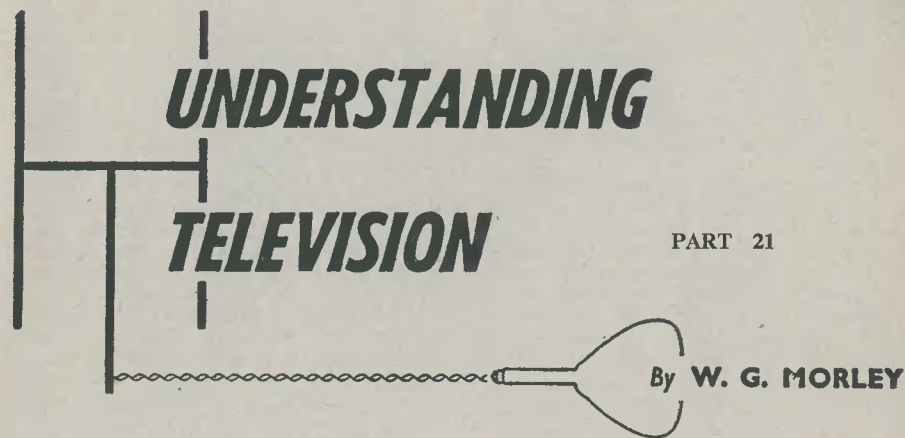 UNDERSTANDING
TELEVISION
PART 21
By W. G. MORLEY